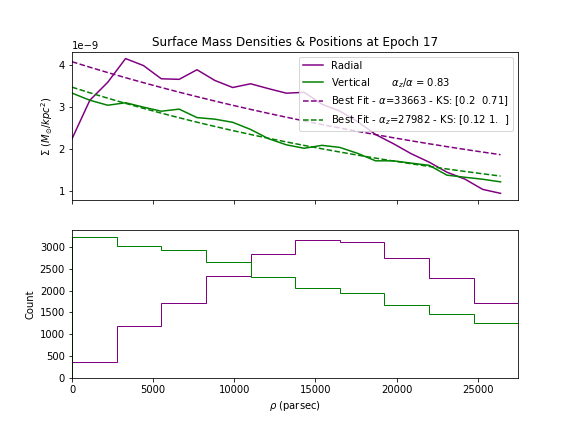 Surface Mass Densities & Positions at Epoch 17
1e−9
4
3
2
1
Σ (M⊙/kpc²)
Radial
Vertical αz/α = 0.83
Best Fit - α=33663 - KS: [0.2 0.71]
Best Fit - αz=27982 - KS: [0.12 1. ]
3000
2500
2000
1500
1000
500
0
Count
0 5000 10000 15000 20000 25000
ρ (parsec)